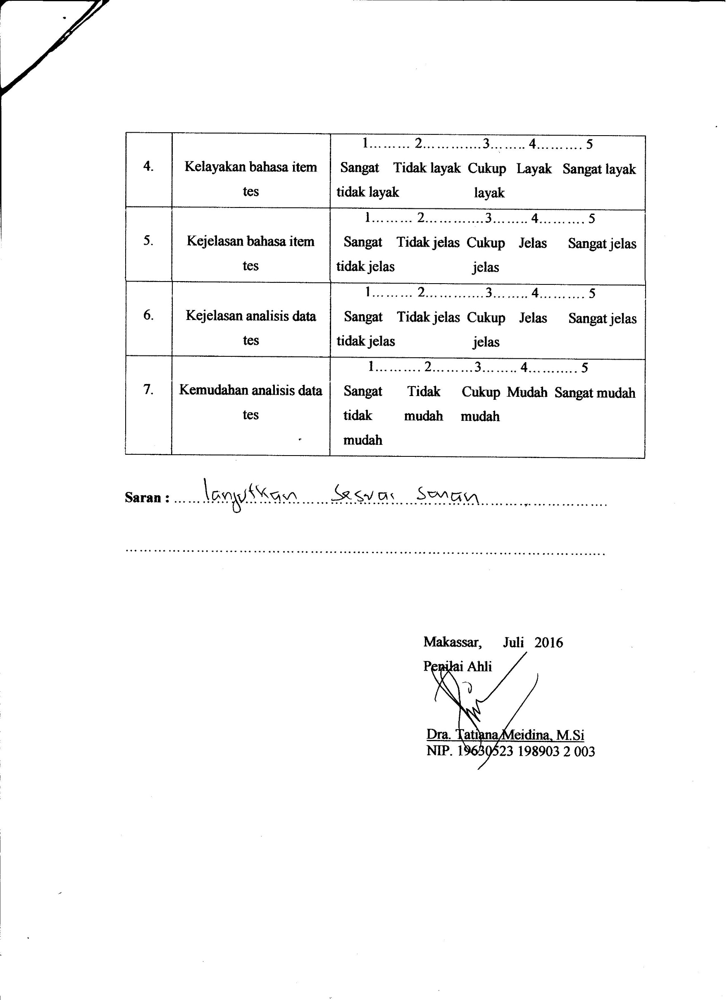 1......... 2.............3........ 4.......... 5
4. Kelayakan bahasa item Sangat Tidak layak Cukup Layak Sangat layak
tes tidak layak layak
1......... 2.............3........ 4.......... 5
5. Kejelasan bahasa item Sangat Tidak jelas Cukup Jelas Sangat jelas
tes tidak jelas jelas
1......... 2.............3........ 4.......... 5
6. Kejelasan analisis data Sangat Tidak jelas Cukup Jelas Sangat jelas
tes tidak jelas jelas
1.......... 2.........3........ 4........... 5
7. Kemudahan analisis data Sangat Tidak Cukup Mudah Sangat mudah
tes tidak mudah mudah
mudah
Saran : lanjutkan sesuai saran
Makassar, Juli 2016
Penilai Ahli
Dra. Tatiana Meidina, M.Si
NIP. 19630523 198903 2 003